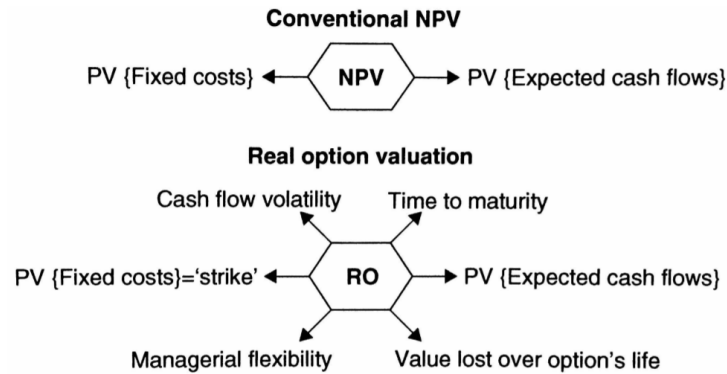 Conventional NPV
PV {Fixed costs} NPV PV {Expected cash flows}
Real option valuation
Cash flow volatility Time to maturity
PV {Fixed costs}='strike' RO PV {Expected cash flows}
Managerial flexibility Value lost over option's life